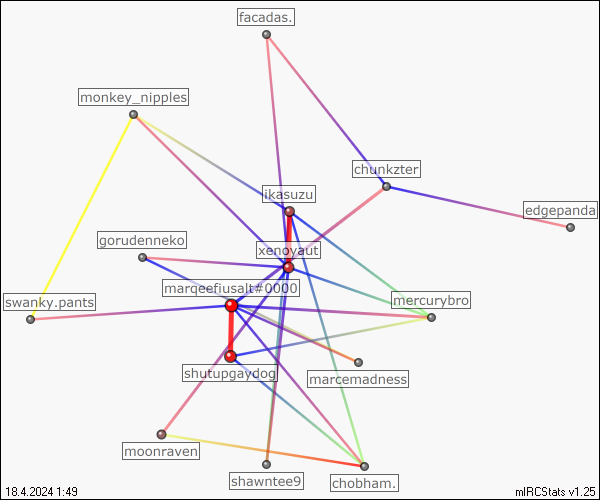 facadas.
monkey_nipples
chunkzter
ikasuzu
edgepanda
gorudenneko
xenoyaut
marqeefiusalt#0000
swanky.pants
mercurybro
shutupgaydog
marcemadness
moonraven
shawntee9
chobham.
18.4.2024 1:49
mIRCStats v1.25